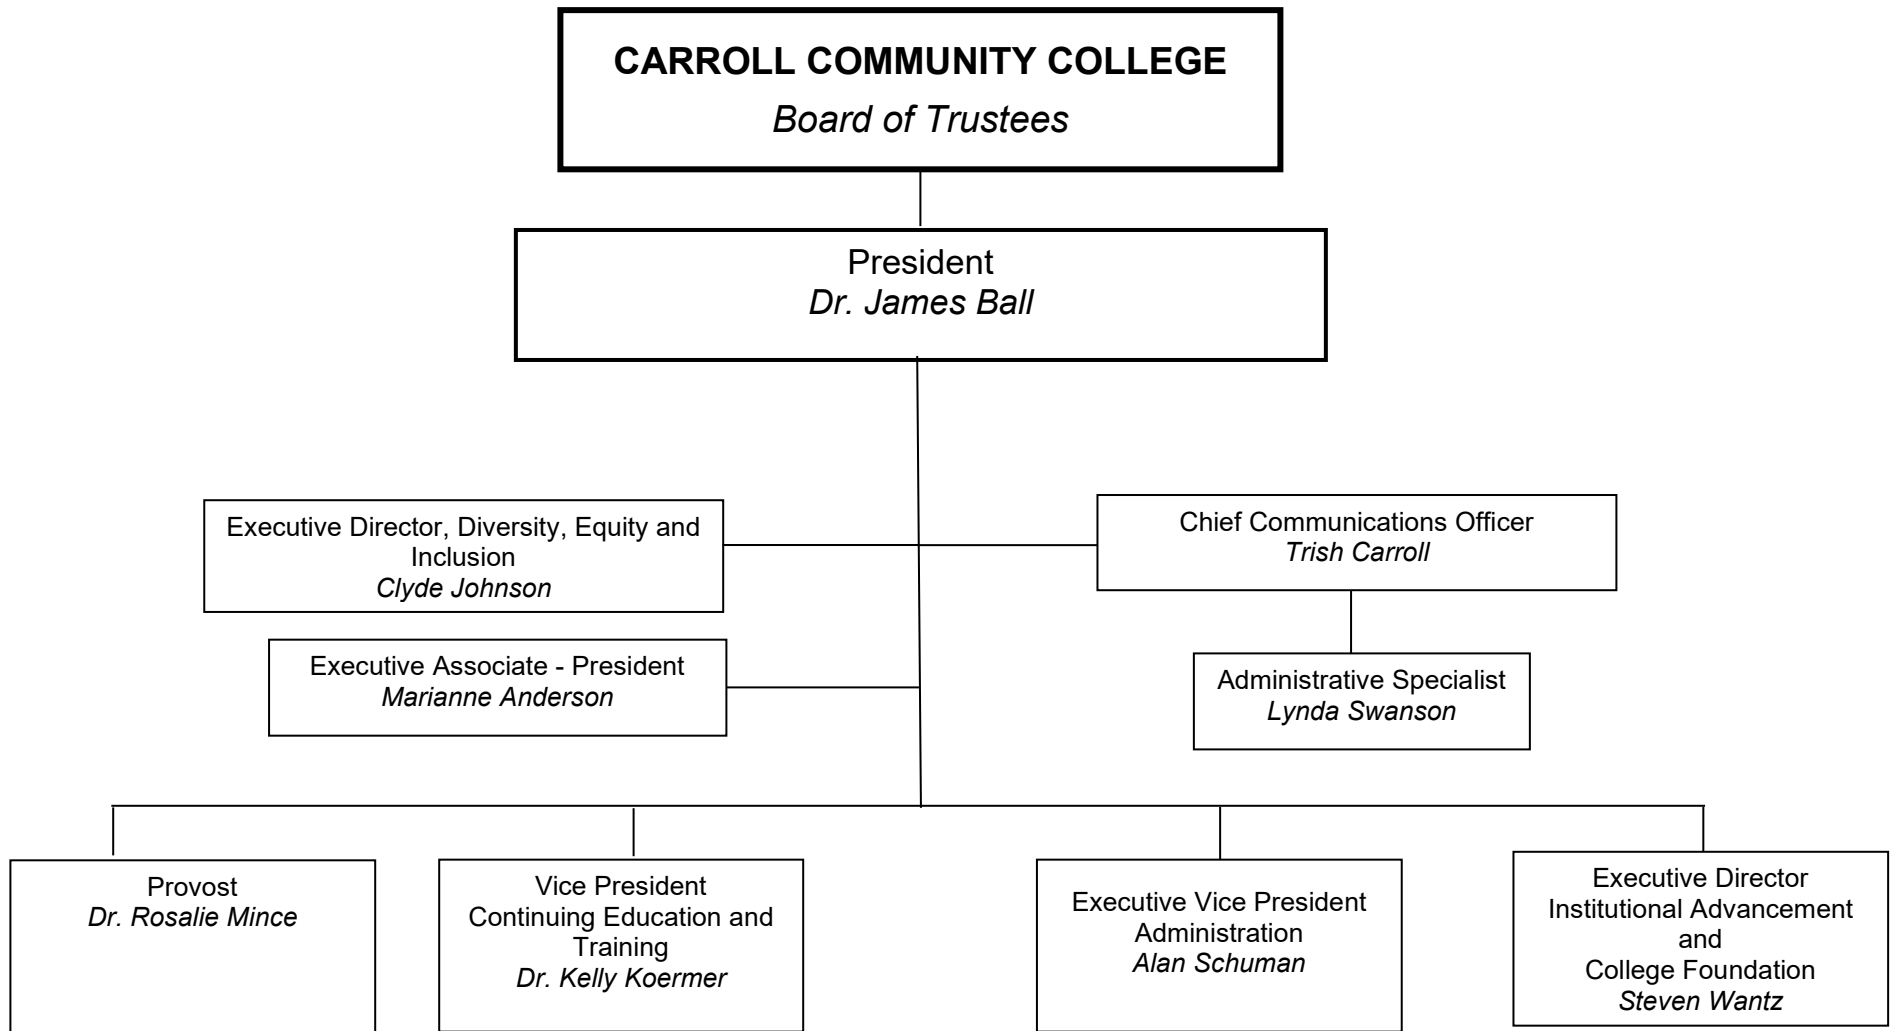 CARROLL COMMUNITY COLLEGE
Board of Trustees
President
Dr. James Ball
Executive Director, Diversity, Equity and
Inclusion
Clyde Johnson
Chief Communications Officer
Trish Carroll
Executive Associate - President
Marianne Anderson
Administrative Specialist
Lynda Swanson
Provost
Dr. Rosalie Mince
Vice President
Continuing Education and
Training
Dr. Kelly Koermer
Executive Vice President
Administration
Alan Schuman
Executive Director
Institutional Advancement
and
College Foundation
Steven Wantz